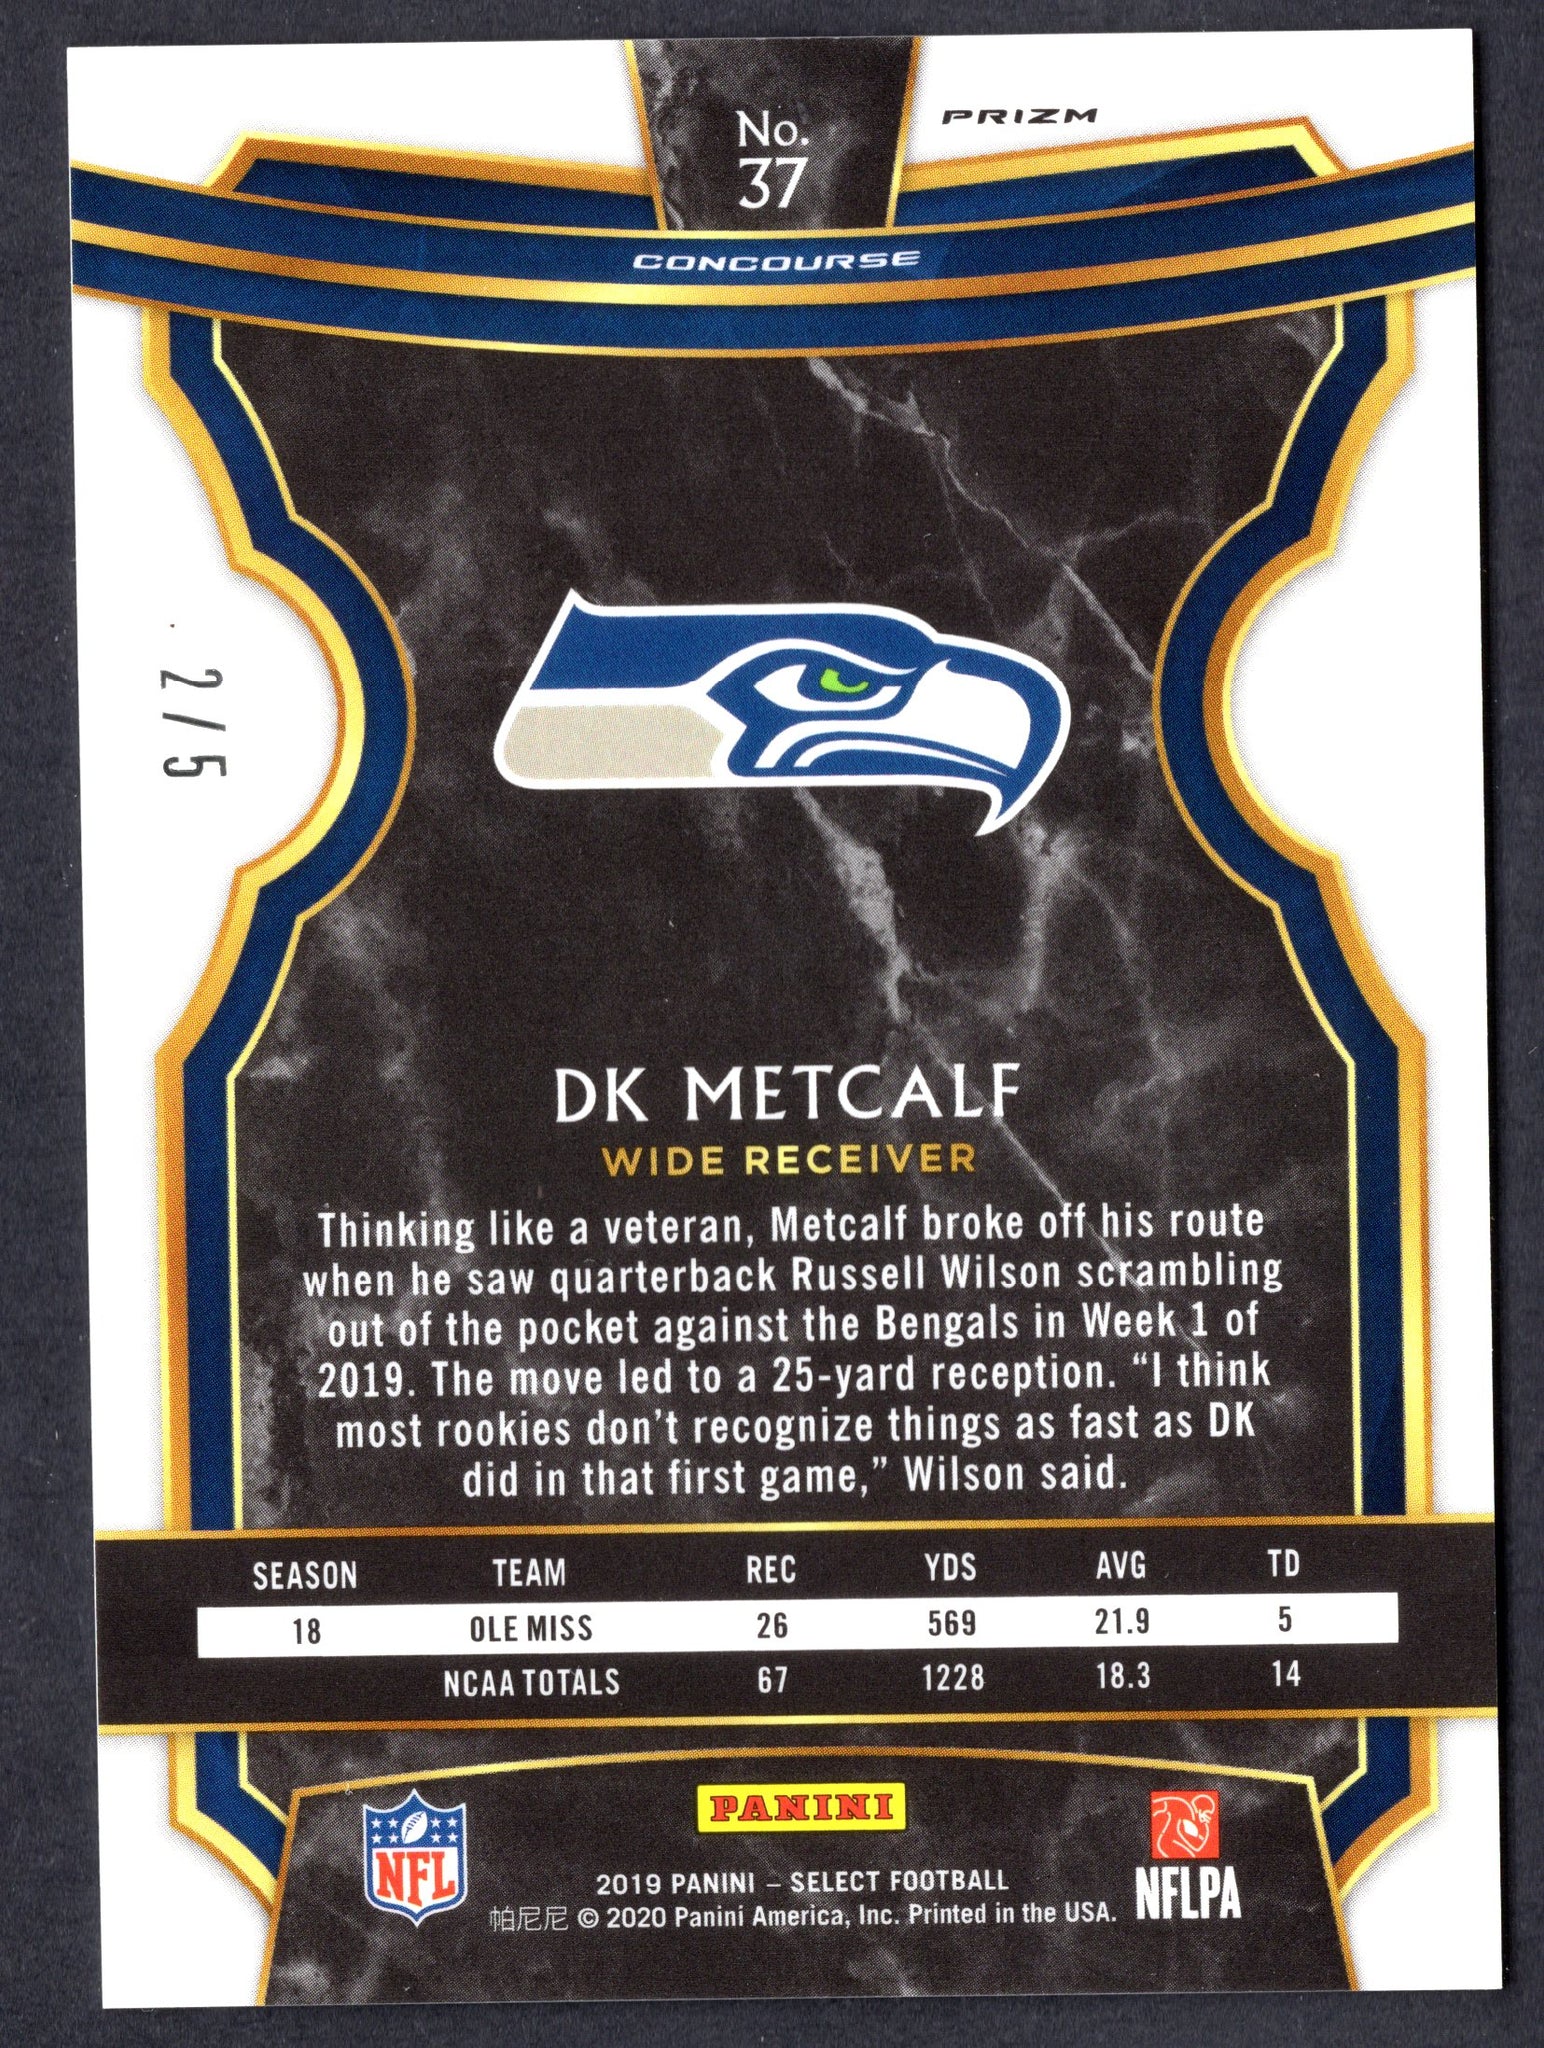 No.
37
PRIZM
CONCOURSE
2/5
DK METCALF
WIDE RECEIVER
Thinking like a veteran, Metcalf broke off his route
when he saw quarterback Russell Wilson scrambling
out of the pocket against the Bengals in Week 1 of
2019. The move led to a 25-yard reception. “I think
most rookies don’t recognize things as fast as DK
did in that first game,” Wilson said.
SEASON TEAM REC YDS AVG TD
18 OLE MISS 26 569 21.9 5
NCAA TOTALS 67 1228 18.3 14
NFL
PANINI
NFLPA
2019 PANINI – SELECT FOOTBALL
帕尼尼 © 2020 Panini America, Inc. Printed in the USA.